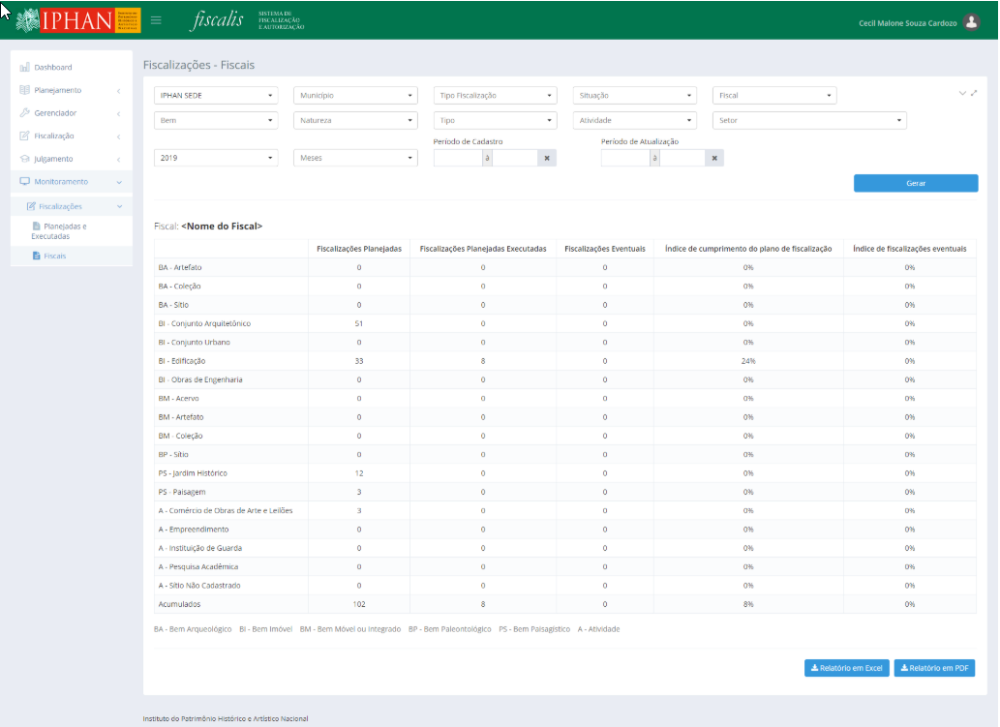 IPHAN
INSTITUTO DO
PATRIMÔNIO
HISTÓRICO E
ARTÍSTICO
NACIONAL
fiscalis
SISTEMA DE
FISCALIZAÇÃO
E AUTORIZAÇÃO
Cecil Malone Souza Cardozo
Dashboard
Planejamento
Gerenciador
Fiscalização
Julgamento
Monitoramento
Fiscalizações
Planejadas e
Executadas
Fiscais
Fiscalizações - Fiscais
IPHAN SEDE Município Tipo Fiscalização Situação Fiscal
Bem Natureza Tipo Atividade Setor
Período de Cadastro Período de Atualização
2019 Meses à à
Gerar
Fiscal: <Nome do Fiscal>
Fiscalizações Planejadas Fiscalizações Planejadas Executadas Fiscalizações Eventuais Índice de cumprimento do plano de fiscalização Índice de fiscalizações eventuais
BA - Artefato 0 0 0 0% 0%
BA - Coleção 0 0 0 0% 0%
BA - Sítio 0 0 0 0% 0%
BI - Conjunto Arquitetônico 51 0 0 0% 0%
BI - Conjunto Urbano 0 0 0 0% 0%
BI - Edificação 33 8 0 24% 0%
BI - Obras de Engenharia 0 0 0 0% 0%
BM - Acervo 0 0 0 0% 0%
BM - Artefato 0 0 0 0% 0%
BM - Coleção 0 0 0 0% 0%
BP - Sítio 0 0 0 0% 0%
PS - Jardim Histórico 12 0 0 0% 0%
PS - Paisagem 3 0 0 0% 0%
A - Comércio de Obras de Arte e Leilões 3 0 0 0% 0%
A - Empreendimento 0 0 0 0% 0%
A - Instituição de Guarda 0 0 0 0% 0%
A - Pesquisa Acadêmica 0 0 0 0% 0%
A - Sítio Não Cadastrado 0 0 0 0% 0%
Acumulados 102 8 0 8% 0%
BA - Bem Arqueológico BI - Bem Imóvel BM - Bem Móvel ou Integrado BP - Bem Paleontológico PS - Bem Paisagístico A - Atividade
Relatório em Excel Relatório em PDF
Instituto do Patrimônio Histórico e Artístico Nacional